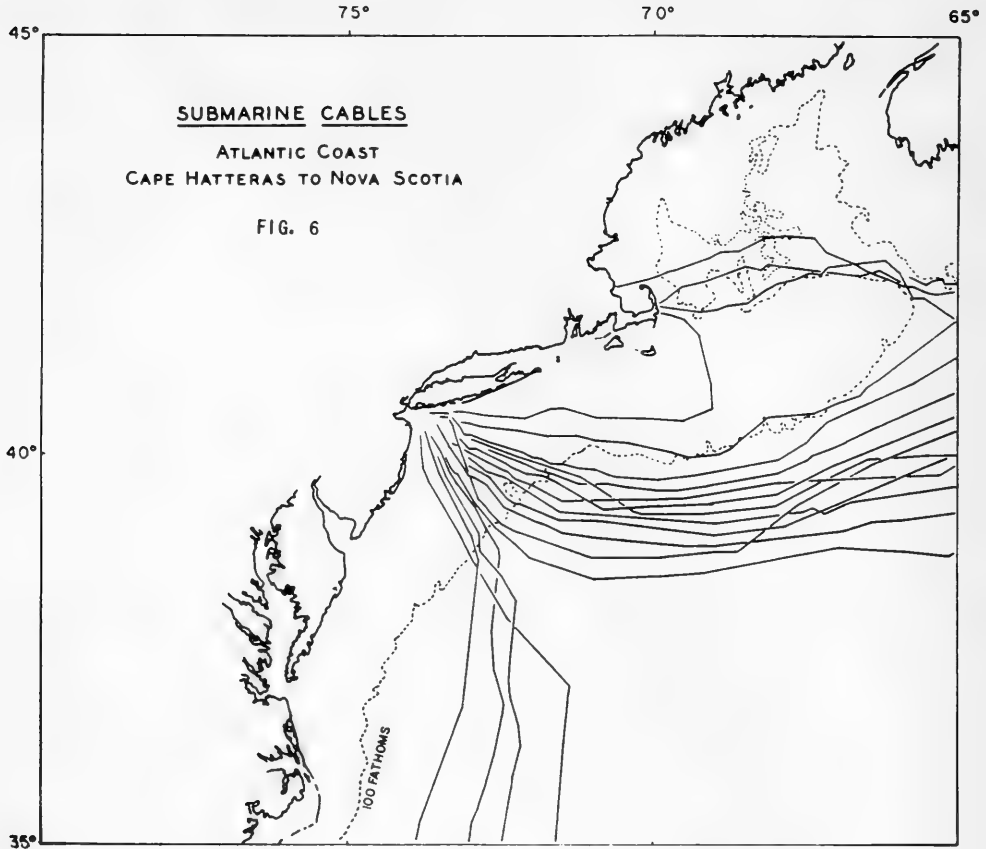 75° 70° 65°
45°
SUBMARINE CABLES
ATLANTIC COAST
CAPE HATTERAS TO NOVA SCOTIA
FIG. 6
40°
100 FATHOMS
35°